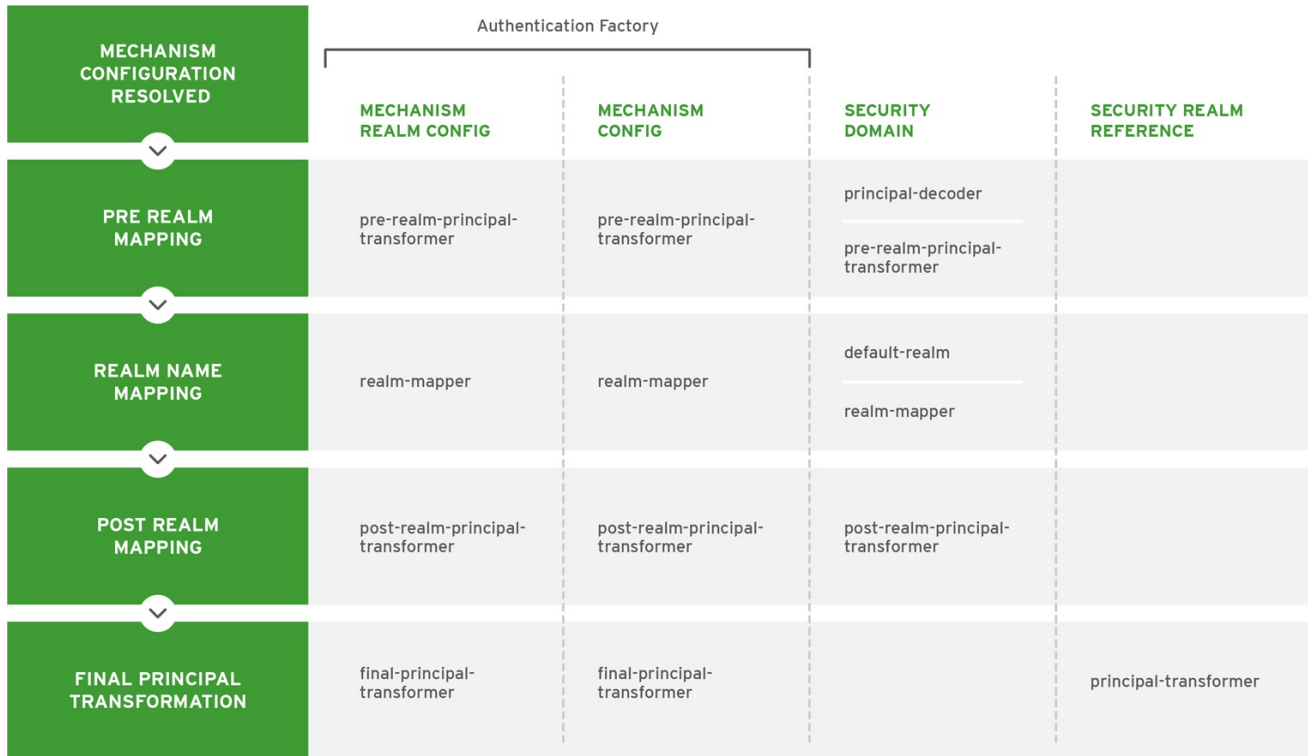 Authentication Factory
MECHANISM
CONFIGURATION
RESOLVED
MECHANISM
REALM CONFIG
MECHANISM
CONFIG
SECURITY
DOMAIN
SECURITY REALM
REFERENCE
PRE REALM
MAPPING
pre-realm-principal-
transformer
pre-realm-principal-
transformer
principal-decoder
pre-realm-principal-
transformer
REALM NAME
MAPPING
realm-mapper
realm-mapper
default-realm
realm-mapper
POST REALM
MAPPING
post-realm-principal-
transformer
post-realm-principal-
transformer
post-realm-principal-
transformer
FINAL PRINCIPAL
TRANSFORMATION
final-principal-
transformer
final-principal-
transformer
principal-transformer